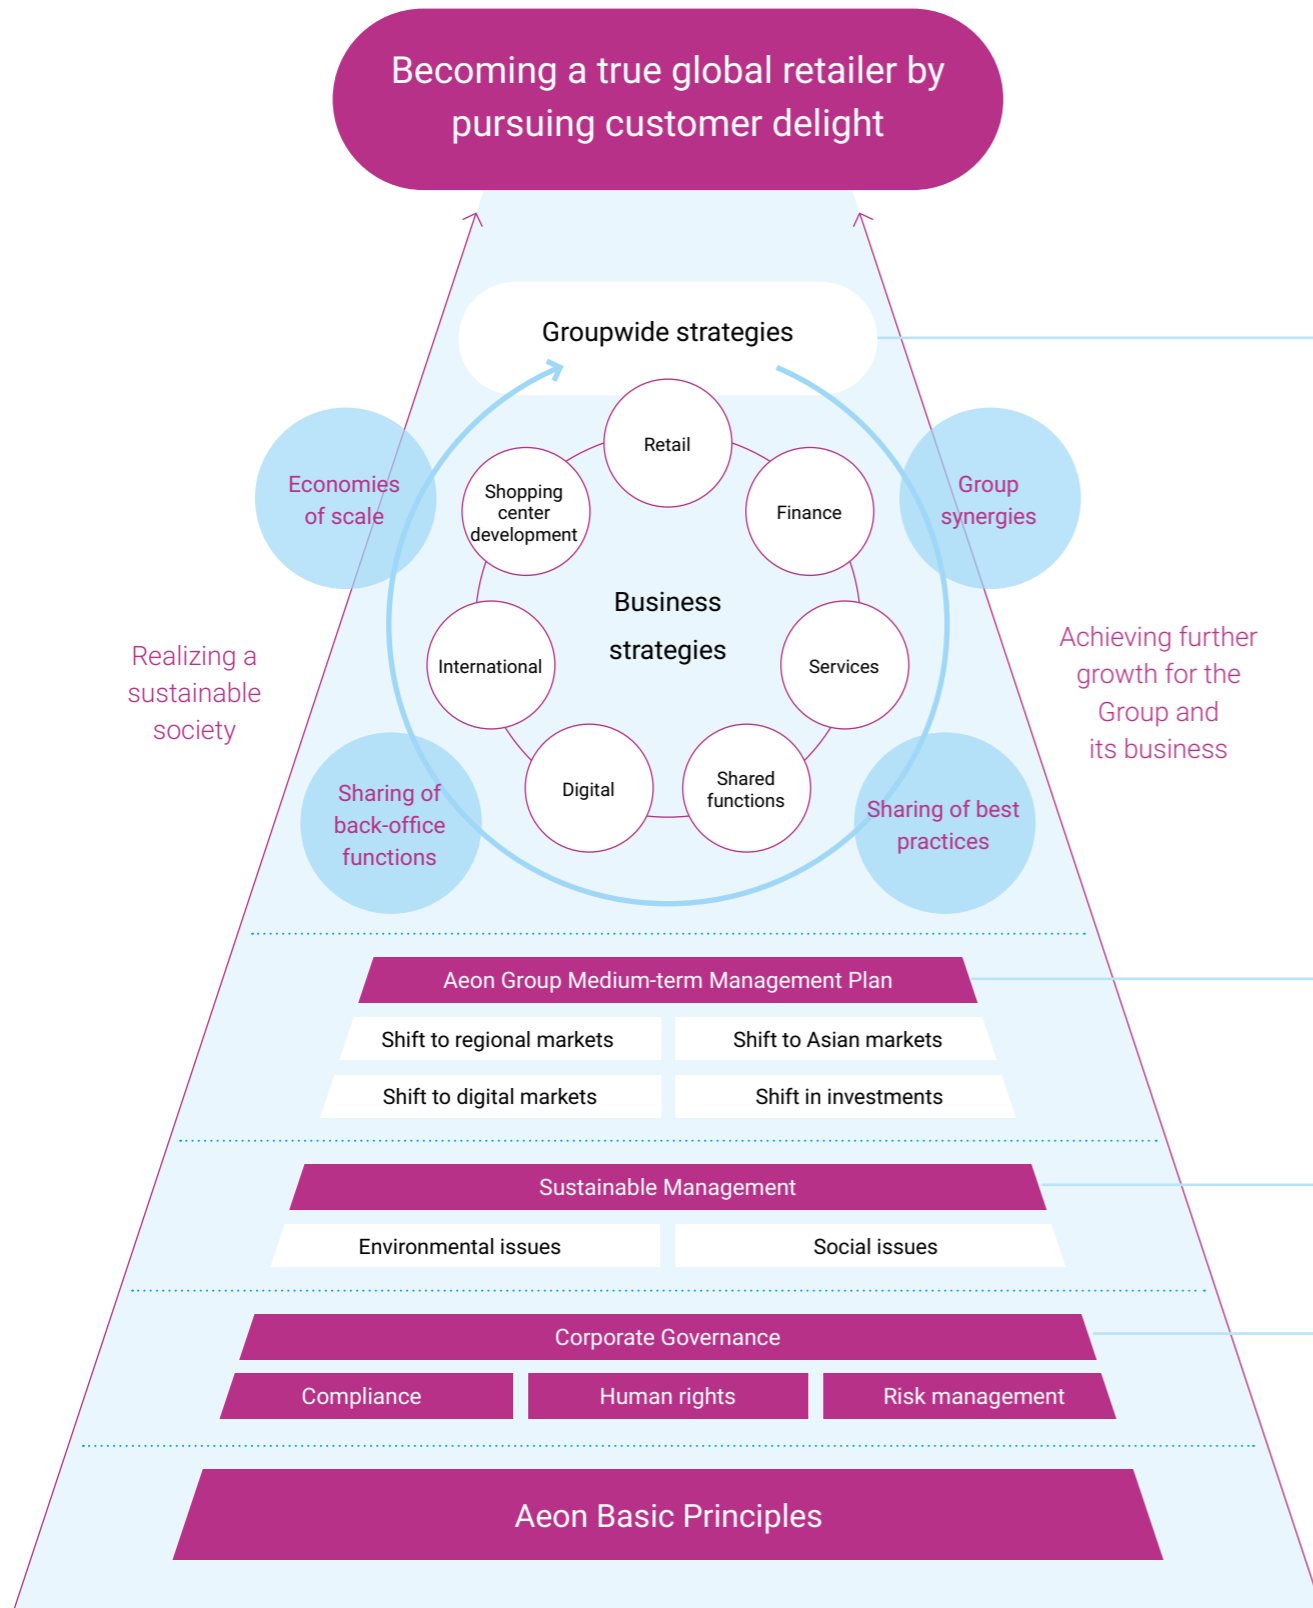 Becoming a true global retailer by
pursuing customer delight
Groupwide strategies
Retail
Economies
of scale
Shopping
center
development
Finance
Group
synergies
Business
strategies
Realizing a
sustainable
society
International
Services
Achieving further
growth for the
Group and
its business
Sharing of
back-office
functions
Digital
Shared
functions
Sharing of best
practices
Aeon Group Medium-term Management Plan
Shift to regional markets
Shift to Asian markets
Shift to digital markets
Shift in investments
Sustainable Management
Environmental issues
Social issues
Corporate Governance
Compliance
Human rights
Risk management
Aeon Basic Principles